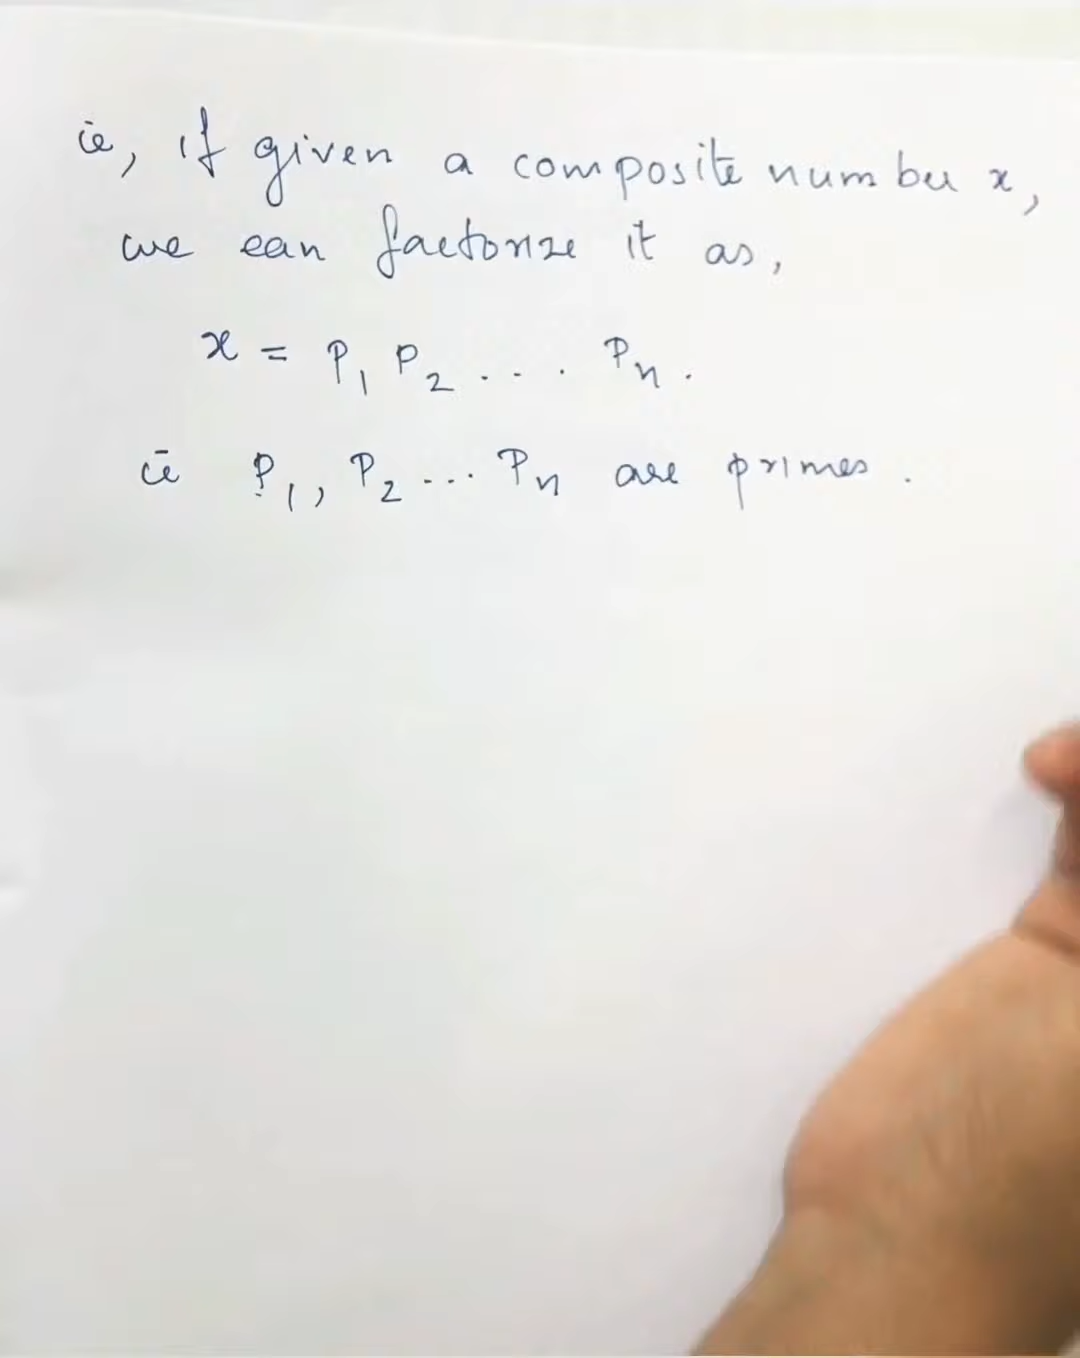 ie, if given a composite number x,
we can factorize it as,
x = P₁ P₂ .... Pₙ.
ie P₁, P₂ ... Pₙ are primes.